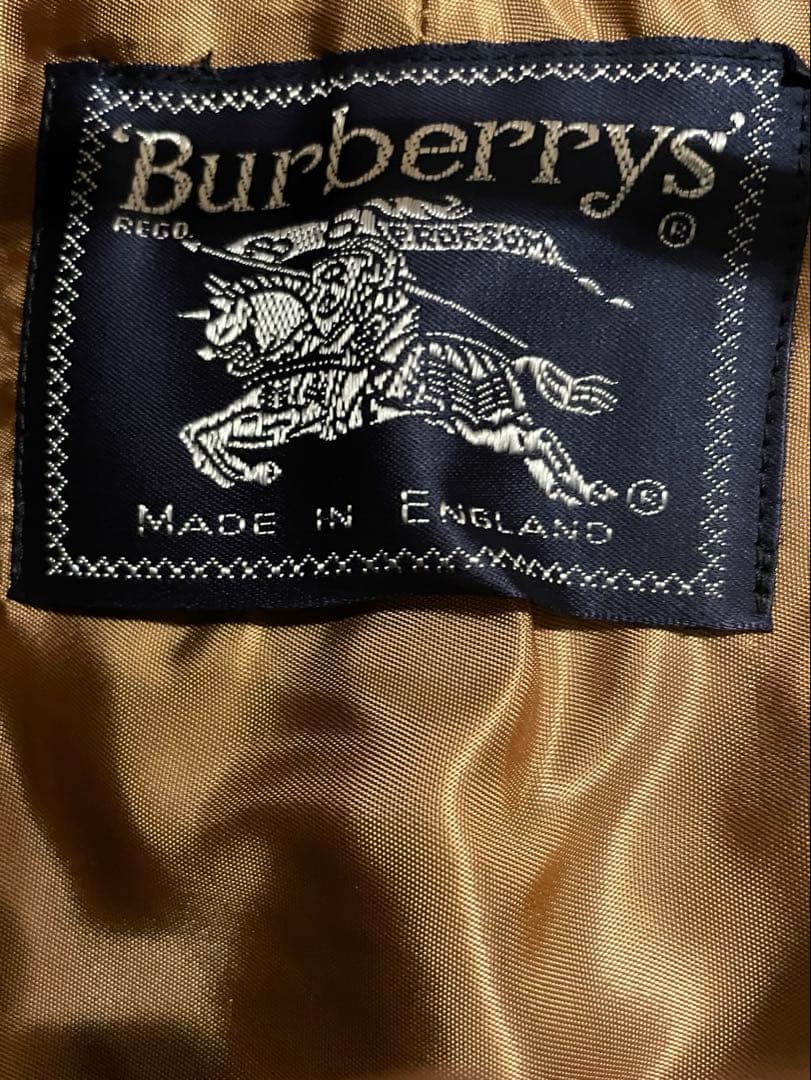 'Burberrys'
REGD. ®
PRORSUM
®
MADE IN ENGLAND